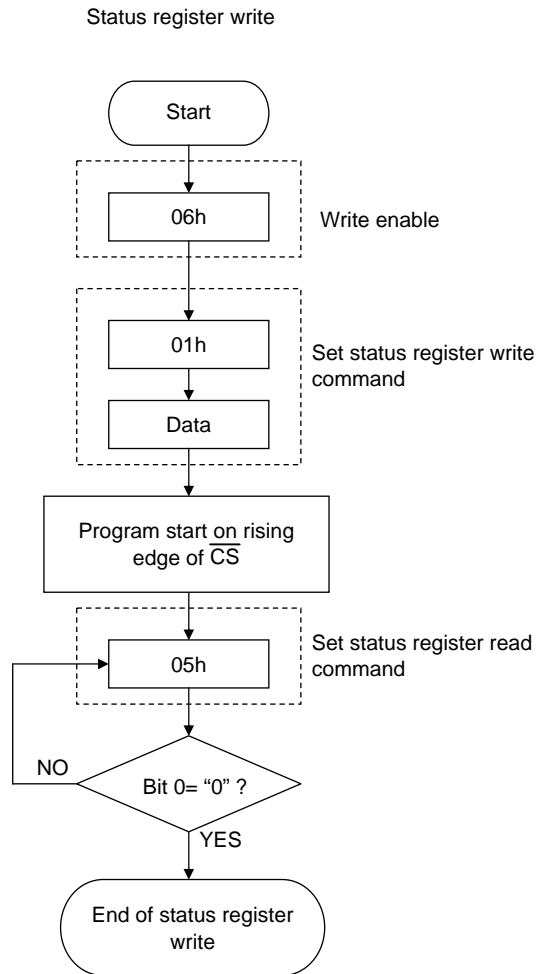 Status register write
Start
06h
Write enable
01h
Set status register write
command
Data
Program start on rising
edge of C̅S̅
05h
Set status register read
command
NO
Bit 0= “0” ?
YES
End of status register
write